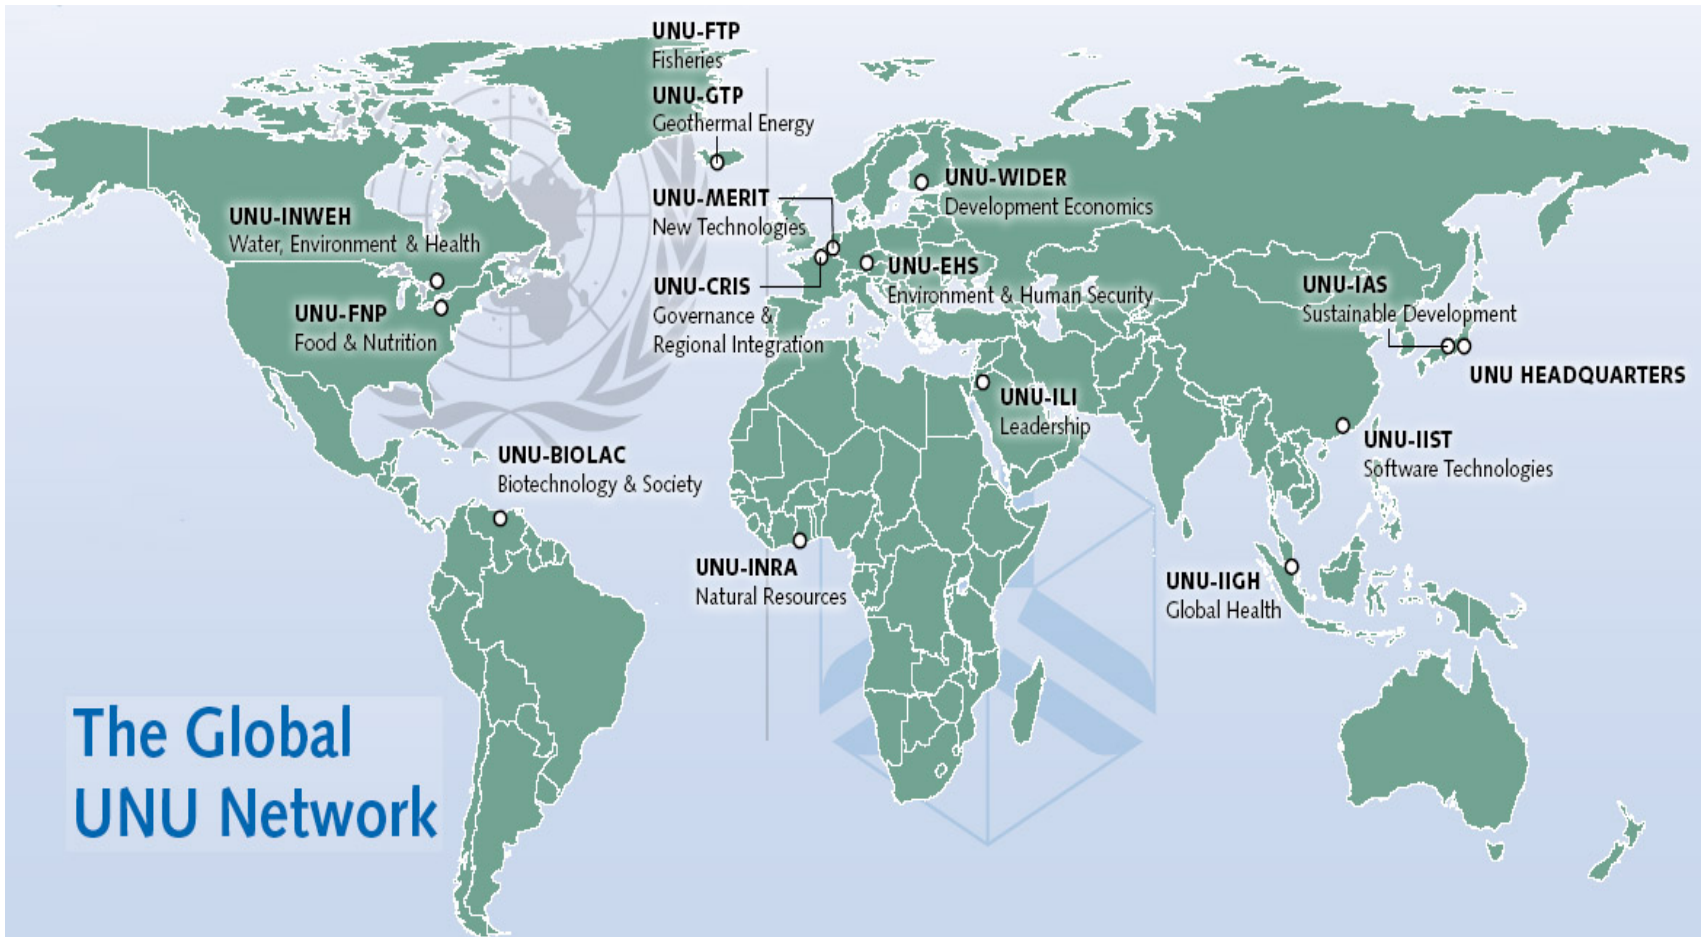 UNU-FTP
Fisheries
UNU-GTP
Geothermal Energy
UNU-WIDER
Development Economics
UNU-MERIT
New Technologies
UNU-INWEH
Water, Environment & Health
UNU-EHS
Environment & Human Security
UNU-CRIS
Governance &
Regional Integration
UNU-IAS
Sustainable Development
UNU-FNP
Food & Nutrition
UNU HEADQUARTERS
UNU-ILI
Leadership
UNU-IIST
Software Technologies
UNU-BIOLAC
Biotechnology & Society
UNU-INRA
Natural Resources
UNU-IIGH
Global Health
The Global
UNU Network